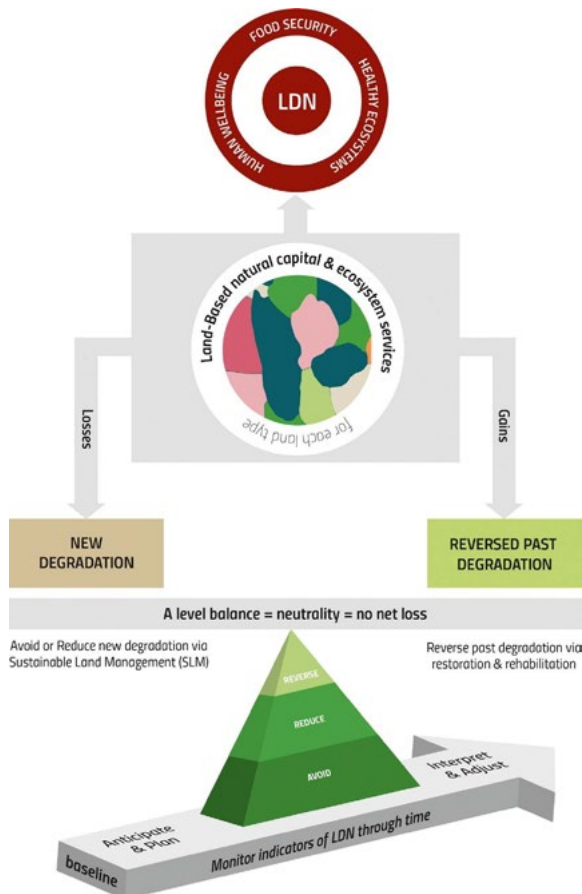 FOOD SECURITY
HUMAN WELLBEING
HEALTHY ECOSYSTEMS
LDN
Land-Based natural capital & ecosystem services
for each land type
Losses
Gains
NEW
DEGRADATION
REVERSED PAST
DEGRADATION
A level balance = neutrality = no net loss
Avoid or Reduce new degradation via
Sustainable Land Management (SLM)
Reverse past degradation via
restoration & rehabilitation
REVERSE
REDUCE
AVOID
Anticipate
& Plan
Interpret
& Adjust
baseline
Monitor indicators of LDN through time